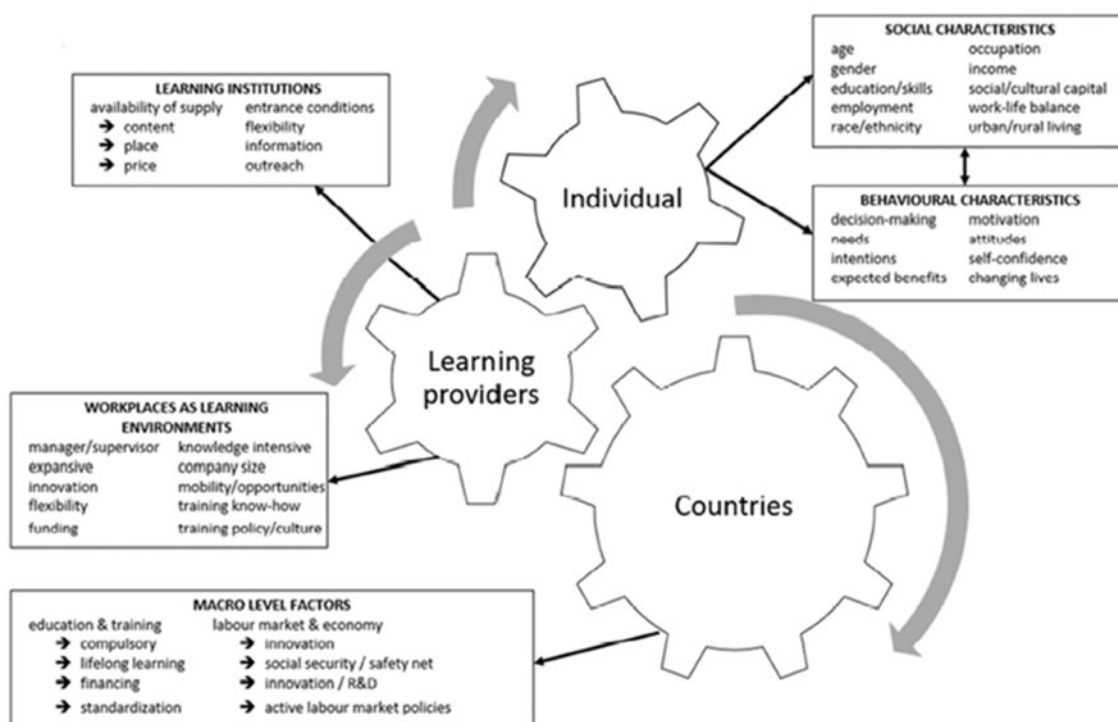 SOCIAL CHARACTERISTICS
age occupation
gender income
education/skills social/cultural capital
employment work-life balance
race/ethnicity urban/rural living
LEARNING INSTITUTIONS
availability of supply entrance conditions
➔ content flexibility
➔ place information
➔ price outreach
Individual
BEHAVIOURAL CHARACTERISTICS
decision-making motivation
needs attitudes
intentions self-confidence
expected benefits changing lives
Learning
providers
WORKPLACES AS LEARNING
ENVIRONMENTS
manager/supervisor knowledge intensive
expansive company size
innovation mobility/opportunities
flexibility training know-how
funding training policy/culture
Countries
MACRO LEVEL FACTORS
education & training labour market & economy
➔ compulsory ➔ innovation
➔ lifelong learning ➔ social security / safety net
➔ financing ➔ innovation / R&D
➔ standardization ➔ active labour market policies